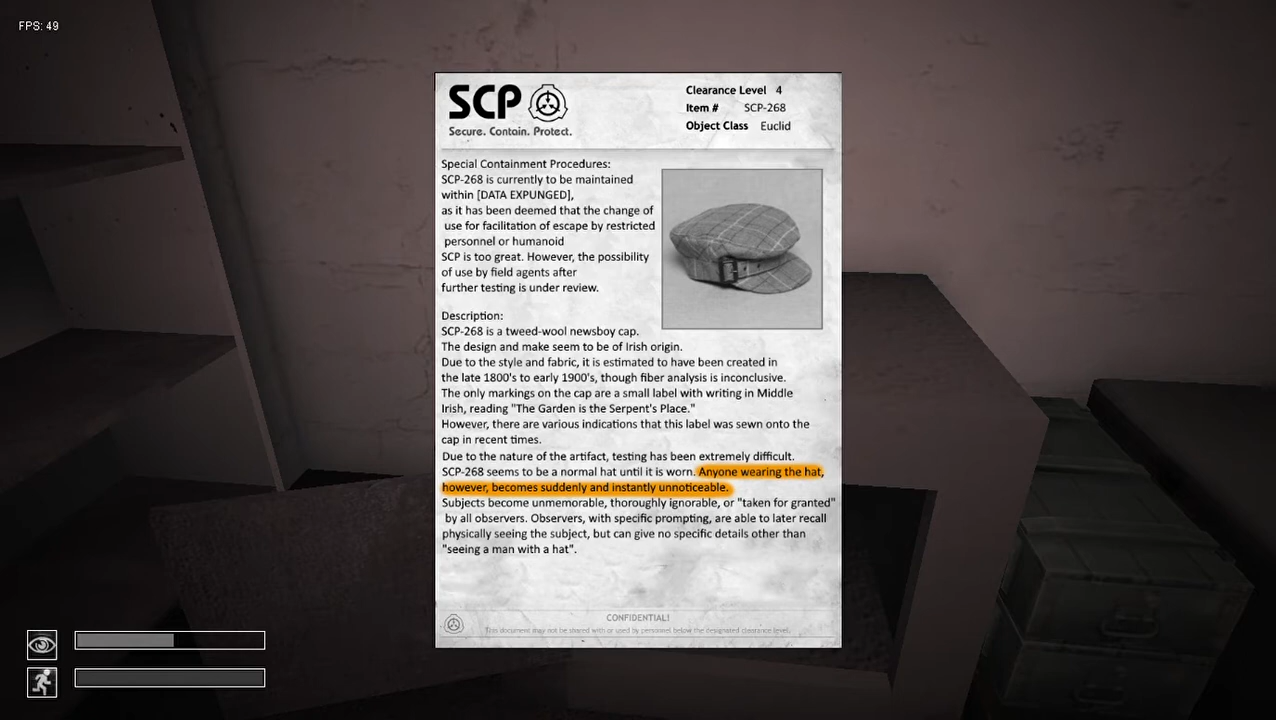 FPS: 49
SCP
Secure. Contain. Protect.
Clearance Level 4
Item # SCP-268
Object Class Euclid
Special Containment Procedures:
SCP-268 is currently to be maintained
within [DATA EXPUNGED],
as it has been deemed that the change of
use for facilitation of escape by restricted
personnel or humanoid
SCP is too great. However, the possibility
of use by field agents after
further testing is under review.
Description:
SCP-268 is a tweed-wool newsboy cap.
The design and make seem to be of Irish origin.
Due to the style and fabric, it is estimated to have been created in
the late 1800's to early 1900's, though fiber analysis is inconclusive.
The only markings on the cap are a small label with writing in Middle
Irish, reading "The Garden is the Serpent's Place."
However, there are various indications that this label was sewn onto the
cap in recent times.
Due to the nature of the artifact, testing has been extremely difficult.
SCP-268 seems to be a normal hat until it is worn. Anyone wearing the hat,
however, becomes suddenly and instantly unnoticeable.
Subjects become unmemorable, thoroughly ignorable, or "taken for granted"
by all observers. Observers, with specific prompting, are able to later recall
physically seeing the subject, but can give no specific details other than
"seeing a man with a hat".
CONFIDENTIAL!
This document may not be shared with or used by personnel below the designated clearance level.